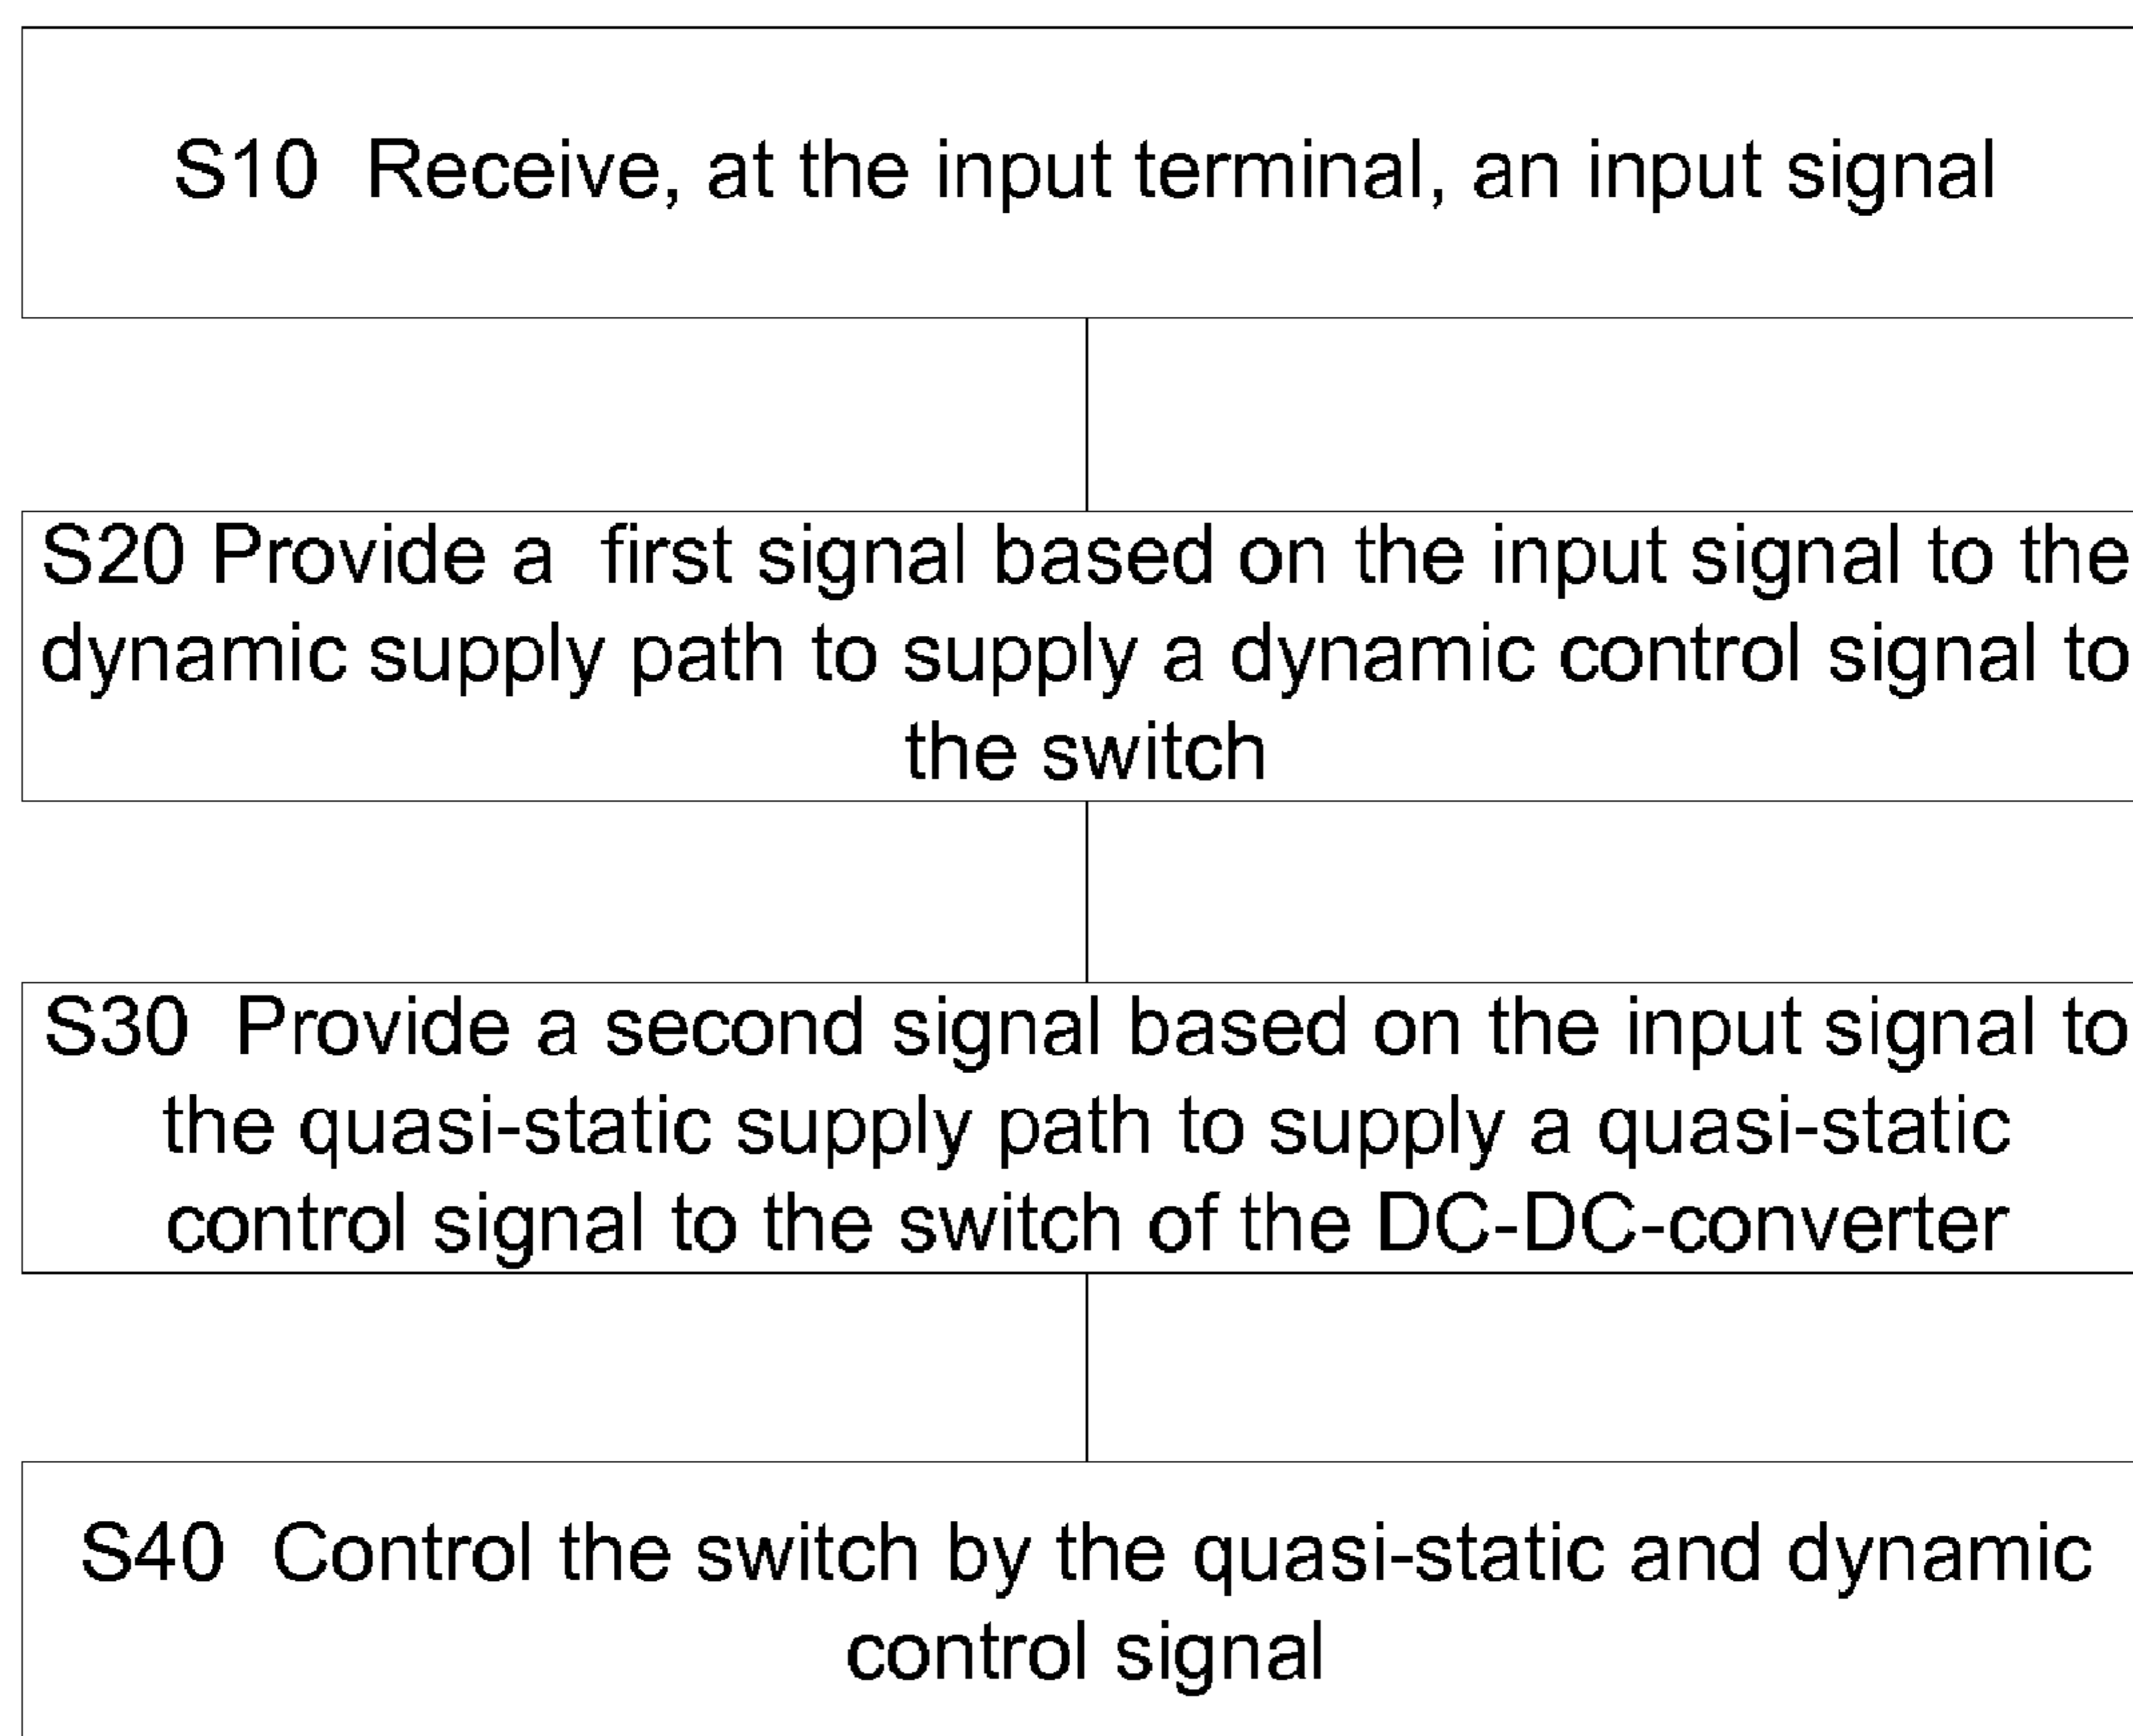 S10 Receive, at the input terminal, an input signal
S20 Provide a first signal based on the input signal to the
dynamic supply path to supply a dynamic control signal to
the switch
S30 Provide a second signal based on the input signal to
the quasi-static supply path to supply a quasi-static
control signal to the switch of the DC-DC-converter
S40 Control the switch by the quasi-static and dynamic
control signal